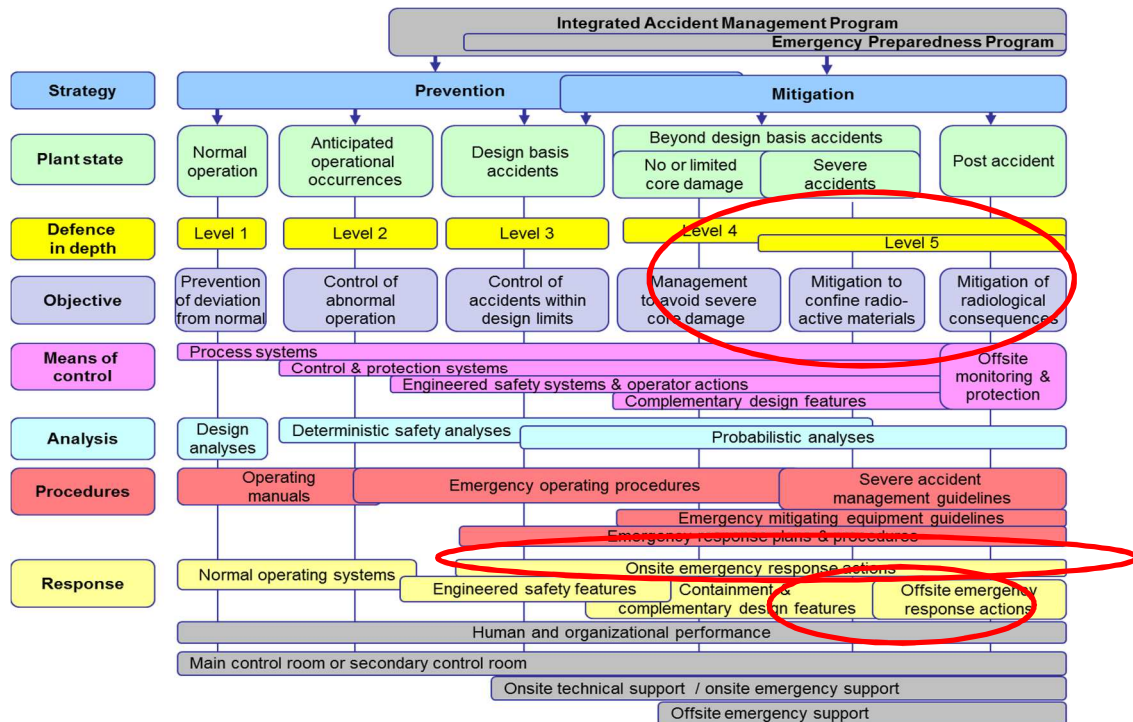 Integrated Accident Management Program
Emergency Preparedness Program
Strategy
Prevention
Mitigation
Plant state
Normal
operation
Anticipated
operational
occurrences
Design basis
accidents
Beyond design basis accidents
No or limited
core damage
Severe
accidents
Post accident
Defence
in depth
Level 1
Level 2
Level 3
Level 4
Level 5
Objective
Prevention
of deviation
from normal
Control of
abnormal
operation
Control of
accidents within
design limits
Management
to avoid severe
core damage
Mitigation to
confine radio-
active materials
Mitigation of
radiological
consequences
Means of
control
Process systems
Control & protection systems
Engineered safety systems & operator actions
Complementary design features
Offsite
monitoring &
protection
Analysis
Design
analyses
Deterministic safety analyses
Probabilistic analyses
Procedures
Operating
manuals
Emergency operating procedures
Severe accident
management guidelines
Emergency mitigating equipment guidelines
Emergency response plans & procedures
Response
Normal operating systems
Onsite emergency response actions
Engineered safety features
Containment &
complementary design features
Offsite emergency
response actions
Human and organizational performance
Main control room or secondary control room
Onsite technical support / onsite emergency support
Offsite emergency support